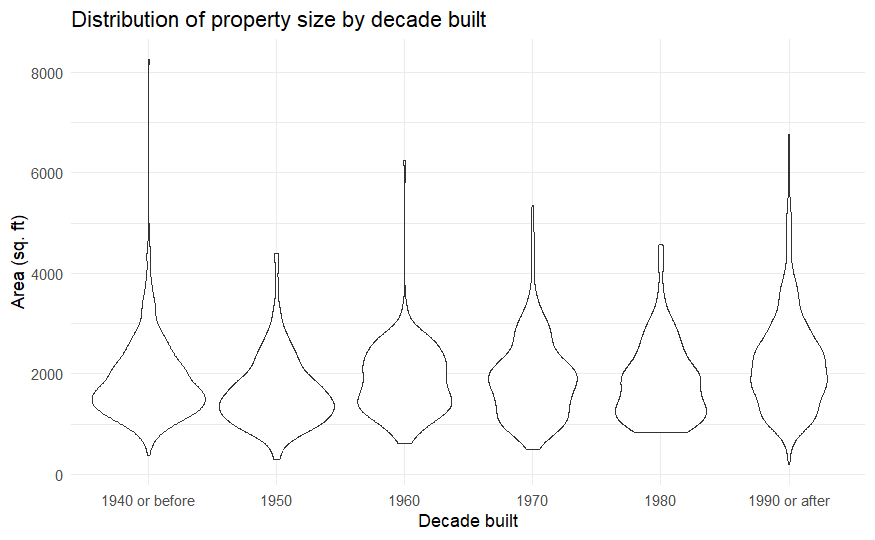 Distribution of property size by decade built
Area (sq. ft)
8000
6000
4000
2000
0
1940 or before
1950
1960
1970
1980
1990 or after
Decade built